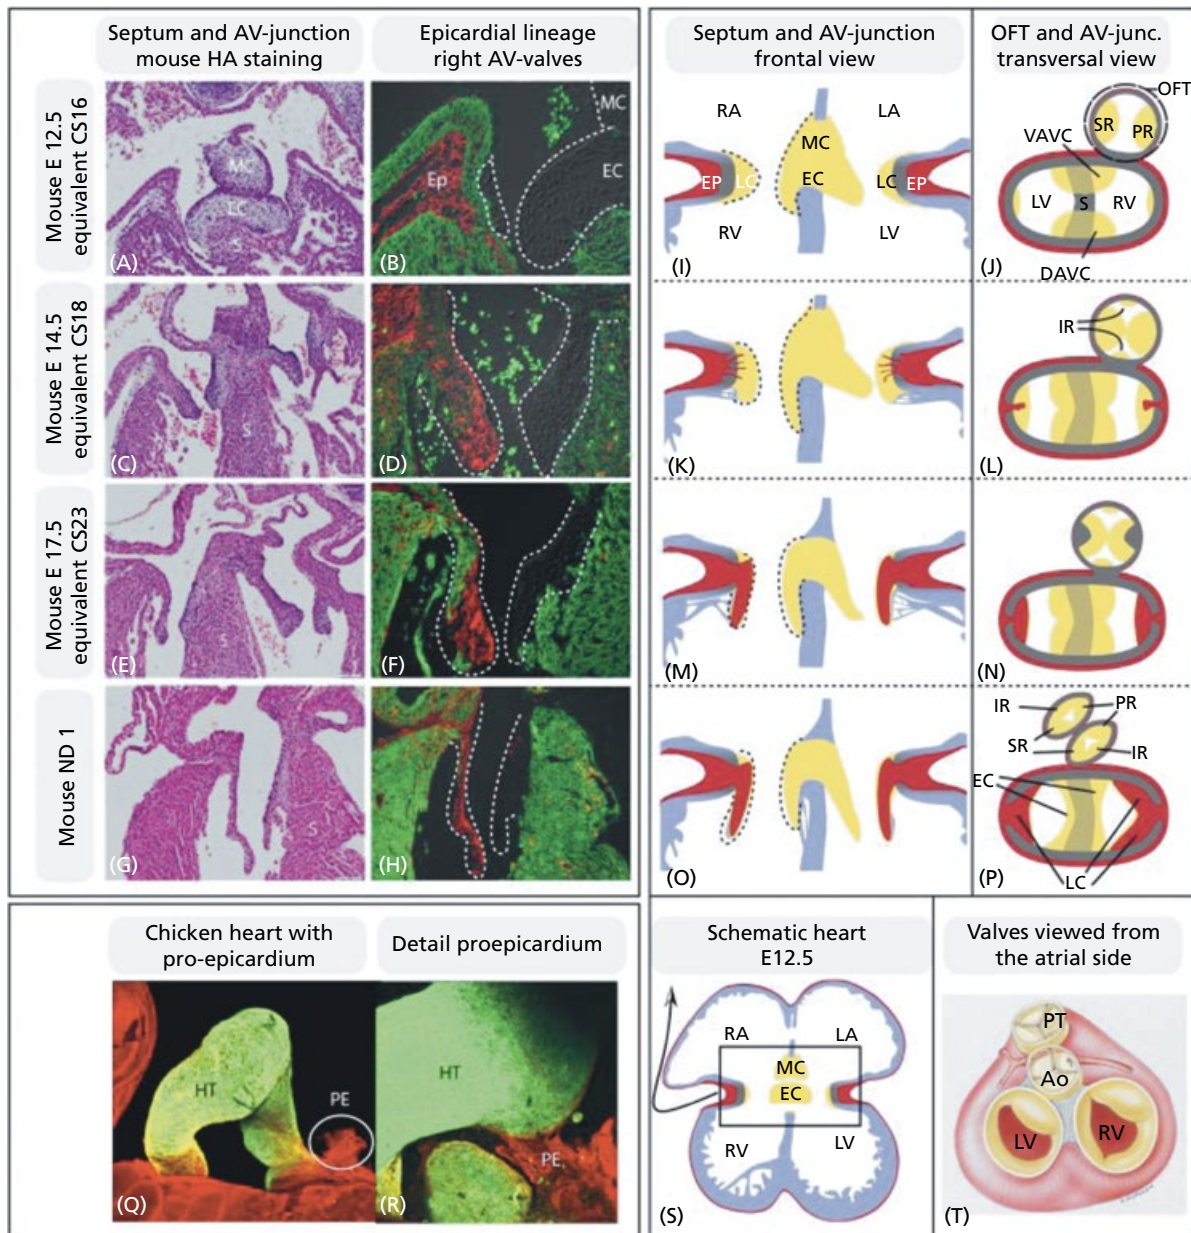 Septum and AV-junction
mouse HA staining
Epicardial lineage
right AV-valves
Septum and AV-junction
frontal view
OFT and AV-junc.
transversal view
Mouse E 12.5
equivalent CS16
MC
EC
S
(A)
MC
EC
Ep
(B)
RA
LA
MC
EC
EP
LC
LC
EP
RV
LV
(I)
OFT
SR
PR
VAVC
LV
S
RV
DAVC
(J)
Mouse E 14.5
equivalent CS18
S
(C)
(D)
(K)
IR
(L)
Mouse E 17.5
equivalent CS23
S
(E)
(F)
(M)
(N)
Mouse ND 1
S
(G)
(H)
(O)
IR
PR
SR
IR
EC
LC
(P)
Chicken heart with
pro-epicardium
Detail proepicardium
Schematic heart
E12.5
Valves viewed from
the atrial side
HT
PE
(Q)
HT
PE
(R)
RA
LA
MC
EC
RV
LV
(S)
PT
Ao
LV
RV
(T)